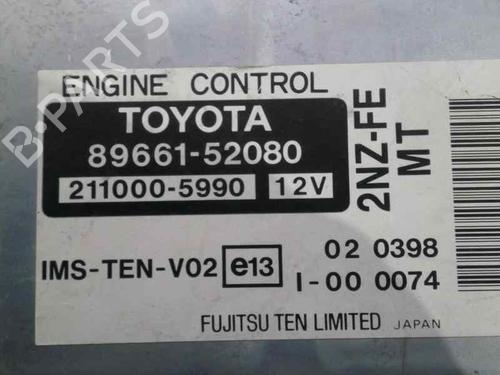 B-PARTS
ENGINE CONTROL
TOYOTA
89661-52080
211000-5990 12V
2NZ-FE
MT
IMS-TEN-V02 e13
02 0398
I-00 0074
FUJITSU TEN LIMITED JAPAN